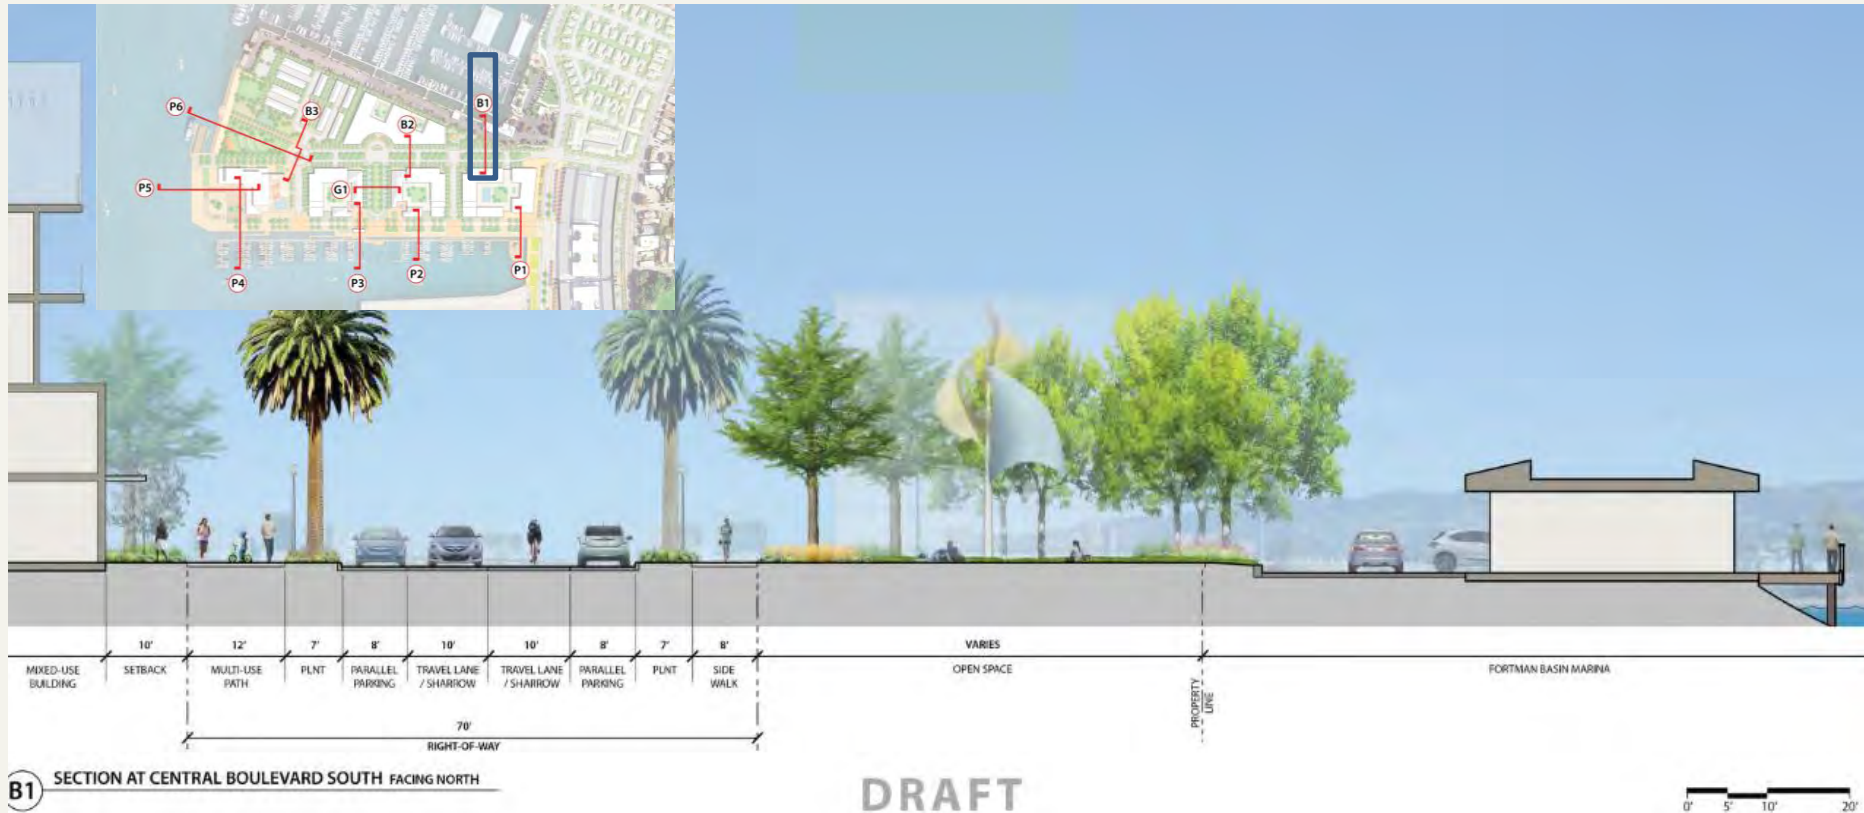 P6
B3
B2
B1
P5
G1
P4
P3
P2
P1
10'
12'
7'
8'
10'
10'
8'
7'
8'
VARIES
MIXED-USE
BUILDING
SETBACK
MULTI-USE
PATH
PLNT
PARALLEL
PARKING
TRAVEL LANE
/ SHARROW
TRAVEL LANE
/ SHARROW
PARALLEL
PARKING
PLNT
SIDE
WALK
OPEN SPACE
PROPERTY
LINE
FORTMAN BASIN MARINA
70'
RIGHT-OF-WAY
B1
SECTION AT CENTRAL BOULEVARD SOUTH FACING NORTH
DRAFT
0' 5' 10' 20'